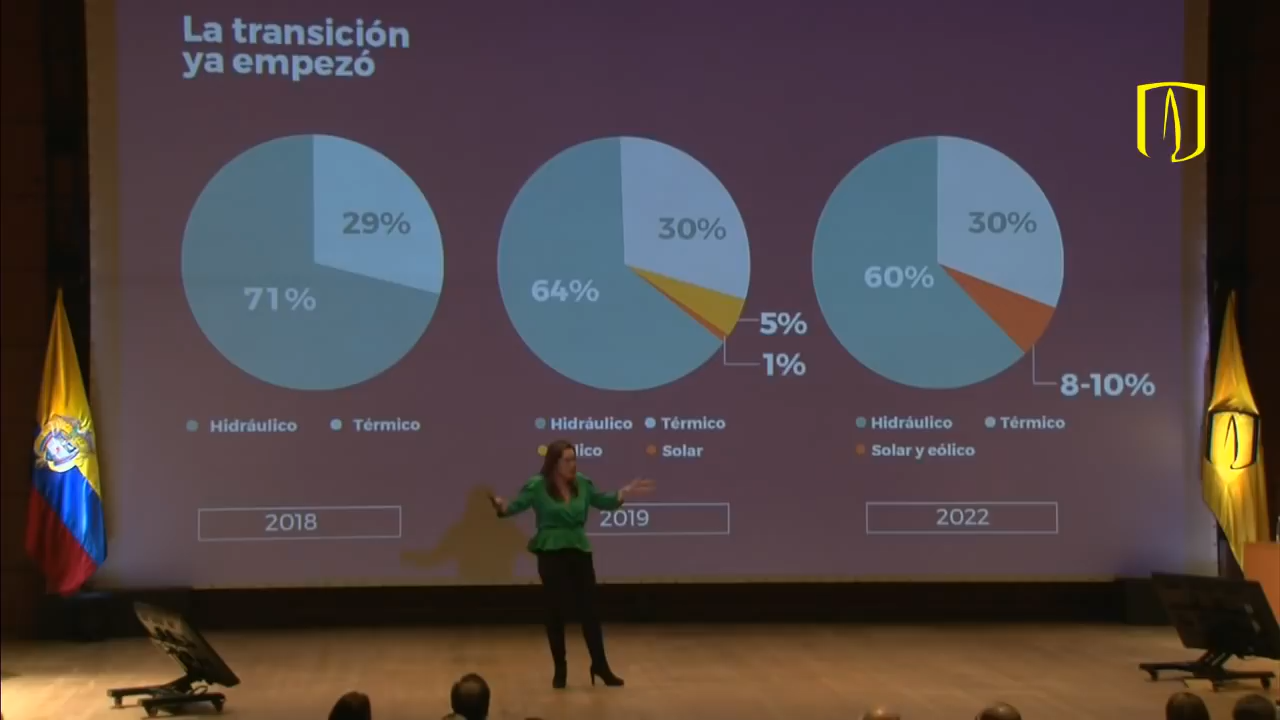 La transición
ya empezó
29%
71%
Hidráulico Térmico
2018
30%
64%
5%
1%
Hidráulico Térmico
Solar
2019
30%
60%
8-10%
Hidráulico Térmico
Solar y eólico
2022